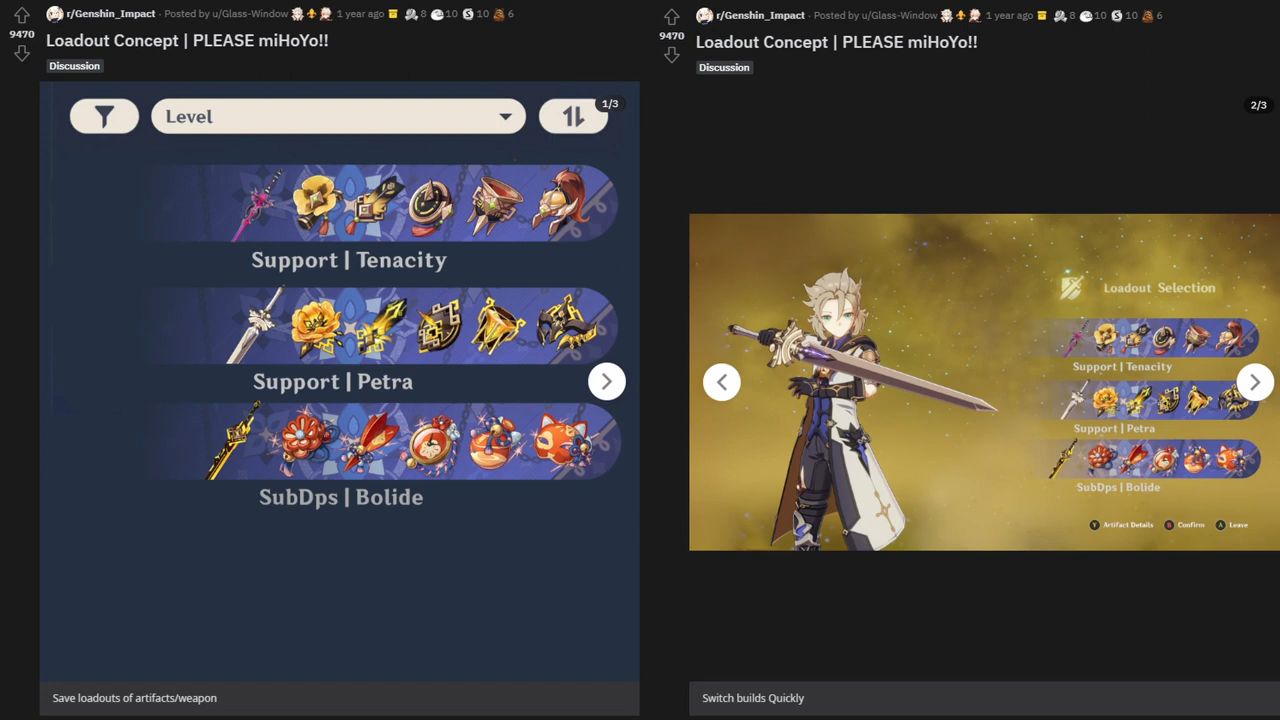 r/Genshin_Impact · Posted by u/Glass-Window 1 year ago 8 10 10 6
9470
Loadout Concept | PLEASE miHoYo!!
Discussion
1/3
Level
Support | Tenacity
Support | Petra
SubDps | Bolide
Save loadouts of artifacts/weapon
r/Genshin_Impact · Posted by u/Glass-Window 1 year ago 8 10 10 6
9470
Loadout Concept | PLEASE miHoYo!!
Discussion
2/3
Loadout Selection
Support | Tenacity
Support | Petra
SubDps | Bolide
Y Artifact Details B Confirm A Leave
Switch builds Quickly